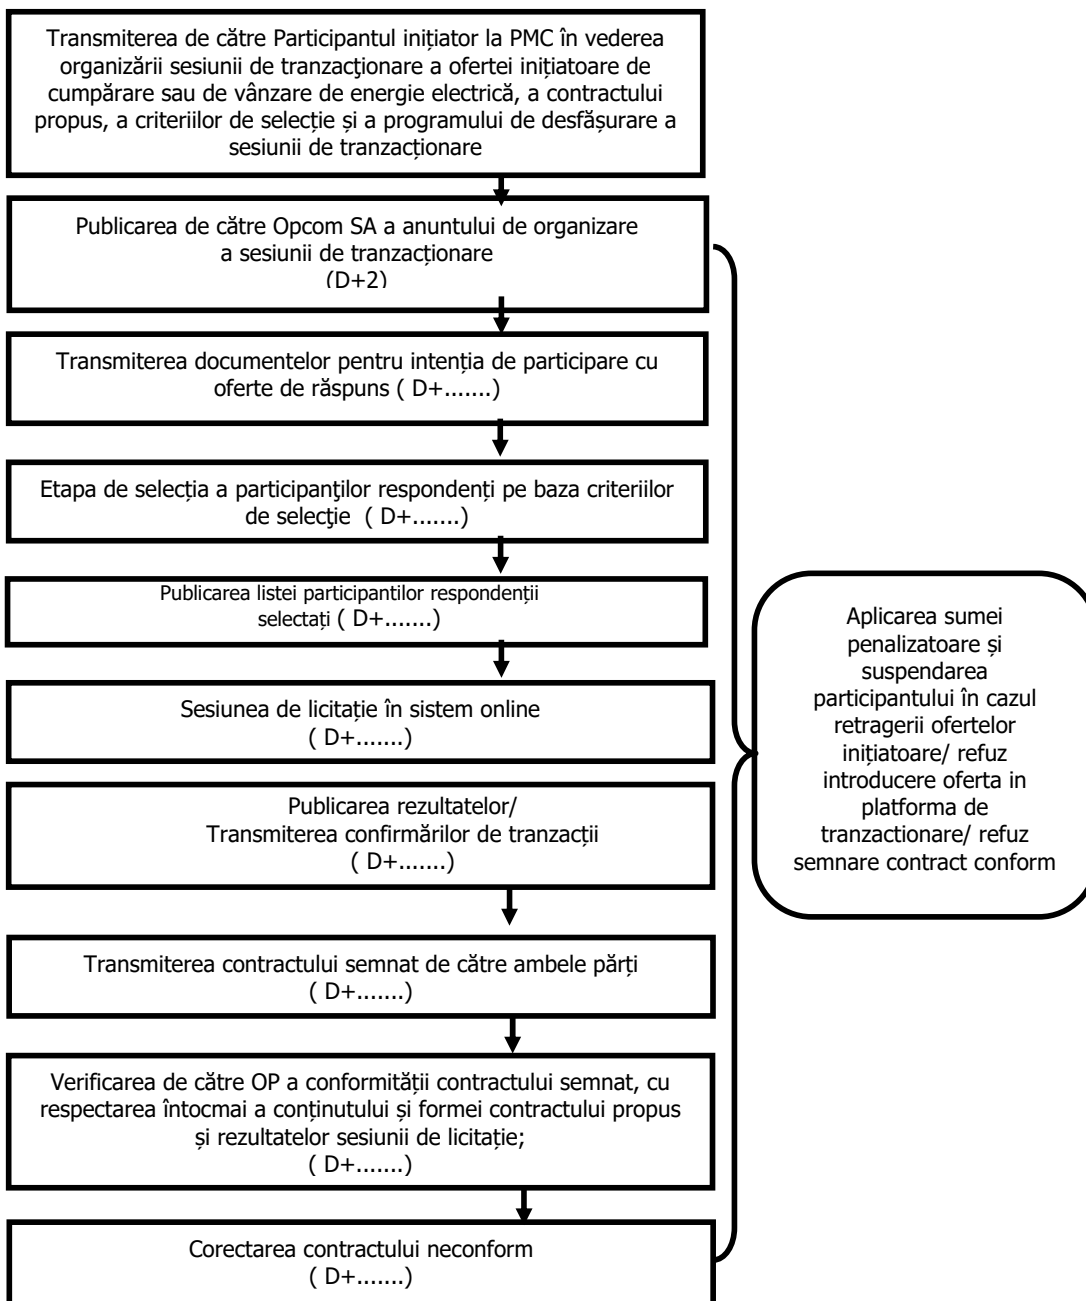 Transmiterea de către Participantul inițiator la PMC în vederea
organizării sesiunii de tranzacţionare a ofertei inițiatoare de
cumpărare sau de vânzare de energie electrică, a contractului
propus, a criteriilor de selecție și a programului de desfășurare a
sesiunii de tranzacționare
Publicarea de către Opcom SA a anuntului de organizare
a sesiunii de tranzacționare
(D+2)
Transmiterea documentelor pentru intenția de participare cu
oferte de răspuns ( D+.......)
Etapa de selecția a participanţilor respondenți pe baza criteriilor
de selecţie ( D+.......)
Publicarea listei participantilor respondenții
selectați ( D+.......)
Sesiunea de licitație în sistem online
( D+.......)
Publicarea rezultatelor/
Transmiterea confirmărilor de tranzacții
( D+.......)
Transmiterea contractului semnat de către ambele părți
( D+.......)
Verificarea de către OP a conformității contractului semnat, cu
respectarea întocmai a conținutului și formei contractului propus
și rezultatelor sesiunii de licitație;
( D+.......)
Corectarea contractului neconform
( D+.......)
Aplicarea sumei
penalizatoare și
suspendarea
participantului în cazul
retragerii ofertelor
inițiatoare/ refuz
introducere oferta in
platforma de
tranzactionare/ refuz
semnare contract conform